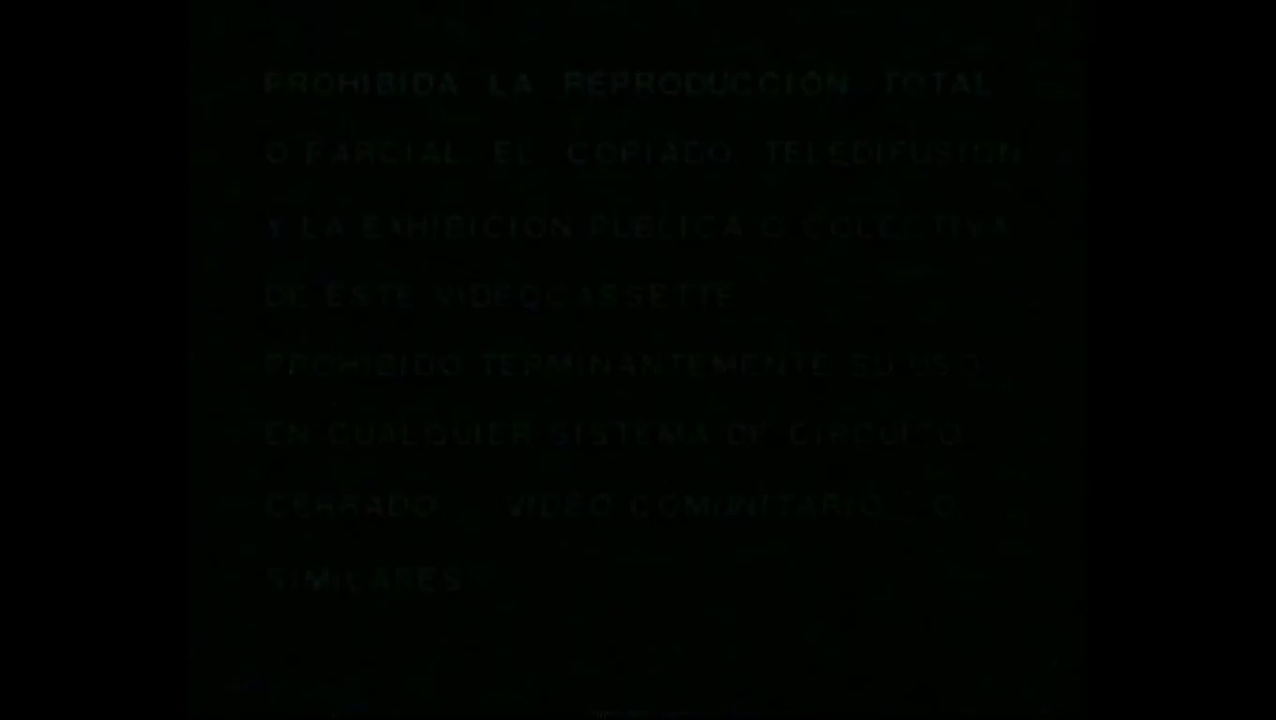 PROHIBIDA LA REPRODUCCION TOTAL
O PARCIAL EL COPIADO TELEDIFUSION
Y LA EXHIBICION PUBLICA O COLECTIVA
DE ESTE VIDEOCASSETTE
PROHIBIDO TERMINANTEMENTE SU USO
EN CUALQUIER SISTEMA DE CIRCUITO
CERRADO VIDEO COMUNITARIO O
SIMILARES